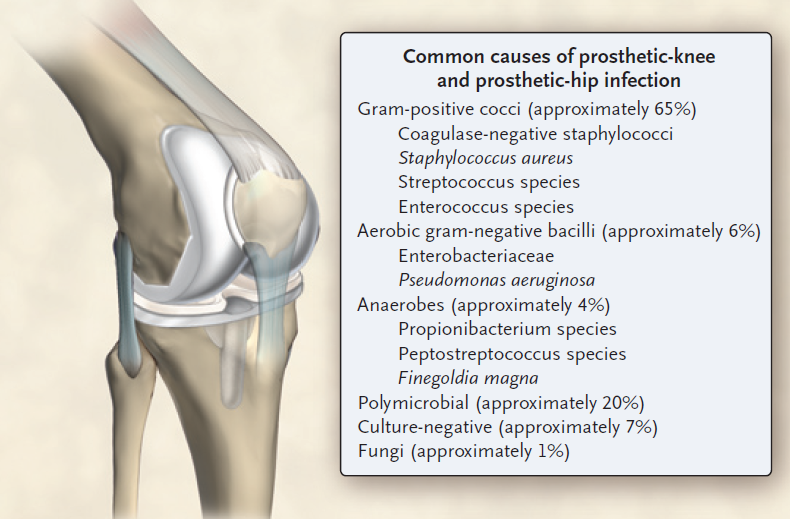 Common causes of prosthetic-knee
and prosthetic-hip infection
Gram-positive cocci (approximately 65%)
Coagulase-negative staphylococci
Staphylococcus aureus
Streptococcus species
Enterococcus species
Aerobic gram-negative bacilli (approximately 6%)
Enterobacteriaceae
Pseudomonas aeruginosa
Anaerobes (approximately 4%)
Propionibacterium species
Peptostreptococcus species
Finegoldia magna
Polymicrobial (approximately 20%)
Culture-negative (approximately 7%)
Fungi (approximately 1%)